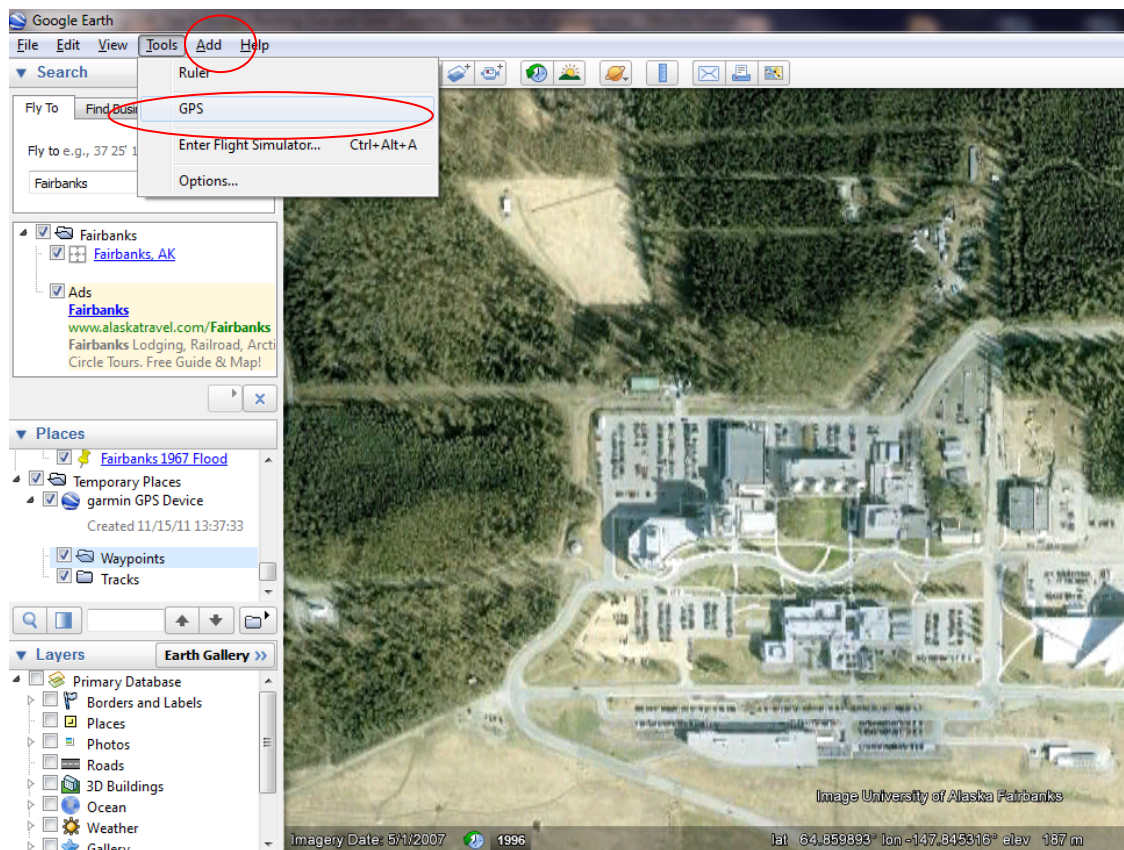 Google Earth
File Edit View Tools Add Help
Search
Ruler
GPS
Enter Flight Simulator... Ctrl+Alt+A
Options...
Fly To Find Busi
Fly to e.g., 37 25' 1
Fairbanks
Fairbanks
Fairbanks, AK
Ads
Fairbanks
www.alaskatravel.com/Fairbanks
Fairbanks Lodging, Railroad, Arcti
Circle Tours. Free Guide & Map!
Places
Fairbanks 1967 Flood
Temporary Places
garmin GPS Device
Created 11/15/11 13:37:33
Waypoints
Tracks
Layers Earth Gallery »
Primary Database
Borders and Labels
Places
Photos
Roads
3D Buildings
Ocean
Weather
Gallery
Image University of Alaska Fairbanks
Imagery Date: 5/1/2007 1996 lat 64.859893° lon -147.845316° elev 187 m